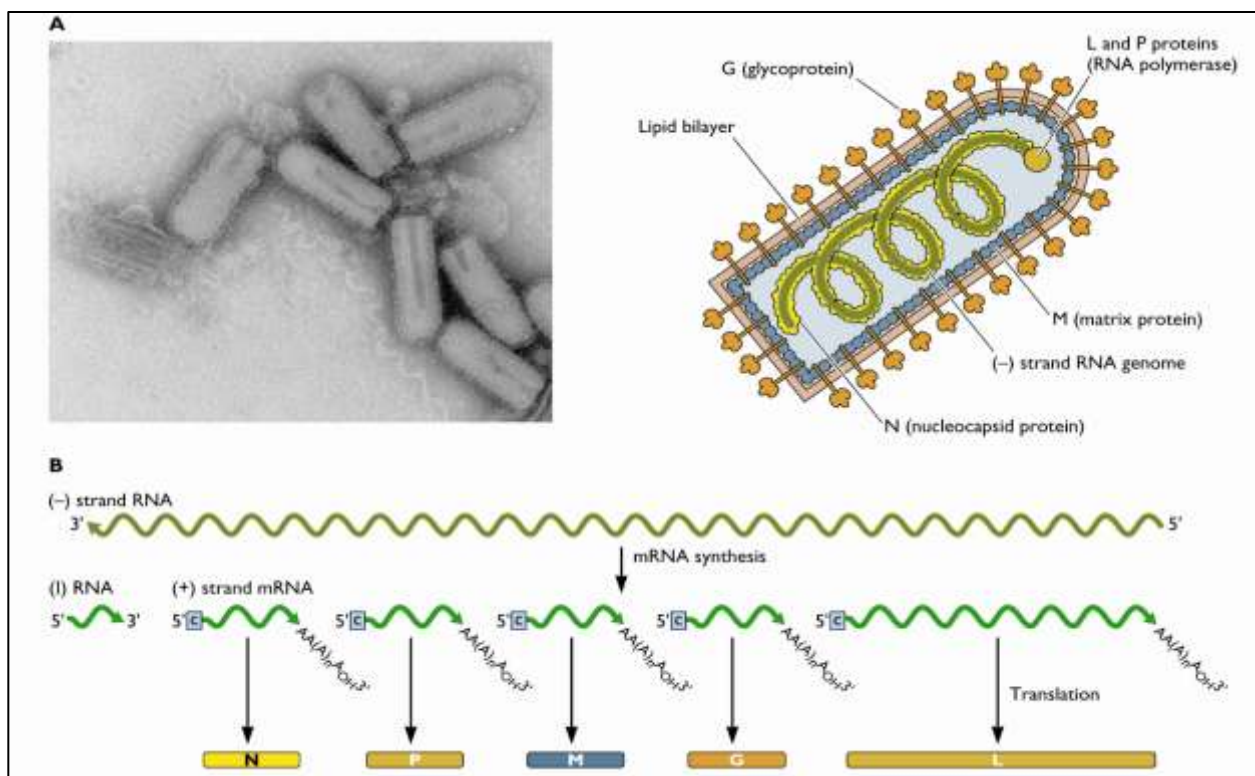 A
L and P proteins
(RNA polymerase)
G (glycoprotein)
Lipid bilayer
M (matrix protein)
(–) strand RNA genome
N (nucleocapsid protein)
B
(–) strand RNA
3' 5'
mRNA synthesis
(l) RNA (+) strand mRNA
5' 3' 5' c 5' c 5' c 5' c 5' c
AA(A)nAOH3' AA(A)nAOH3' AA(A)nAOH3' AA(A)nAOH3' AA(A)nAOH3'
Translation
N P M G L